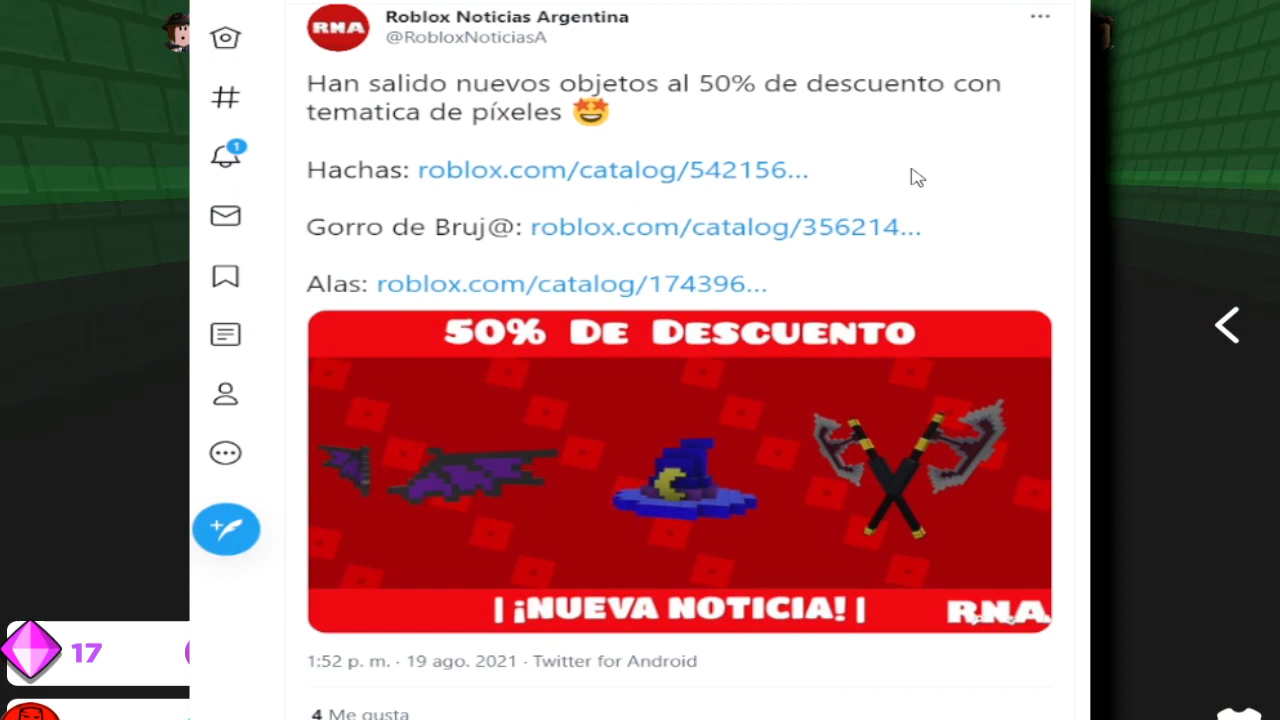 RNA
Roblox Noticias Argentina
@RobloxNoticiasA
Han salido nuevos objetos al 50% de descuento con
tematica de píxeles 🤩
Hachas: roblox.com/catalog/542156...
Gorro de Bruj@: roblox.com/catalog/356214...
Alas: roblox.com/catalog/174396...
50% DE DESCUENTO
| ¡NUEVA NOTICIA! |
R.N.A.
1:52 p. m. · 19 ago. 2021 · Twitter for Android
4 Me gusta
1
17